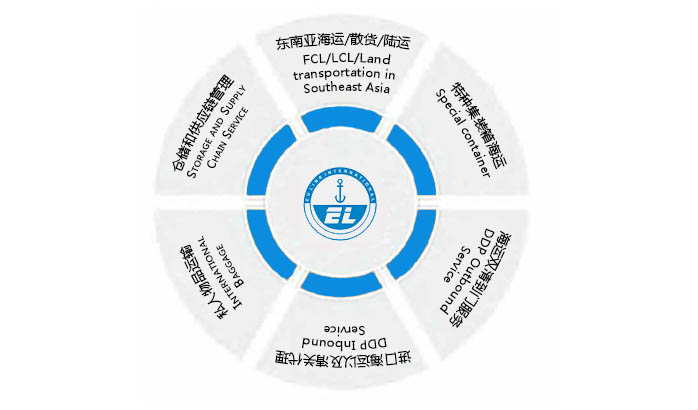 东南亚海运/散货/陆运
FCL/LCL/Land
transportation in
Southeast Asia
特种集装箱海运
Special container
海运双清到门服务
DDP Outbound
Service
进口海运以及清关代理
DDP Inbound
Service
私人物品运输
INTERNATIONAL
BAGGAGE
仓储和供应链管理
STORAGE AND SUPPLY
CHAIN SERVICE
EL